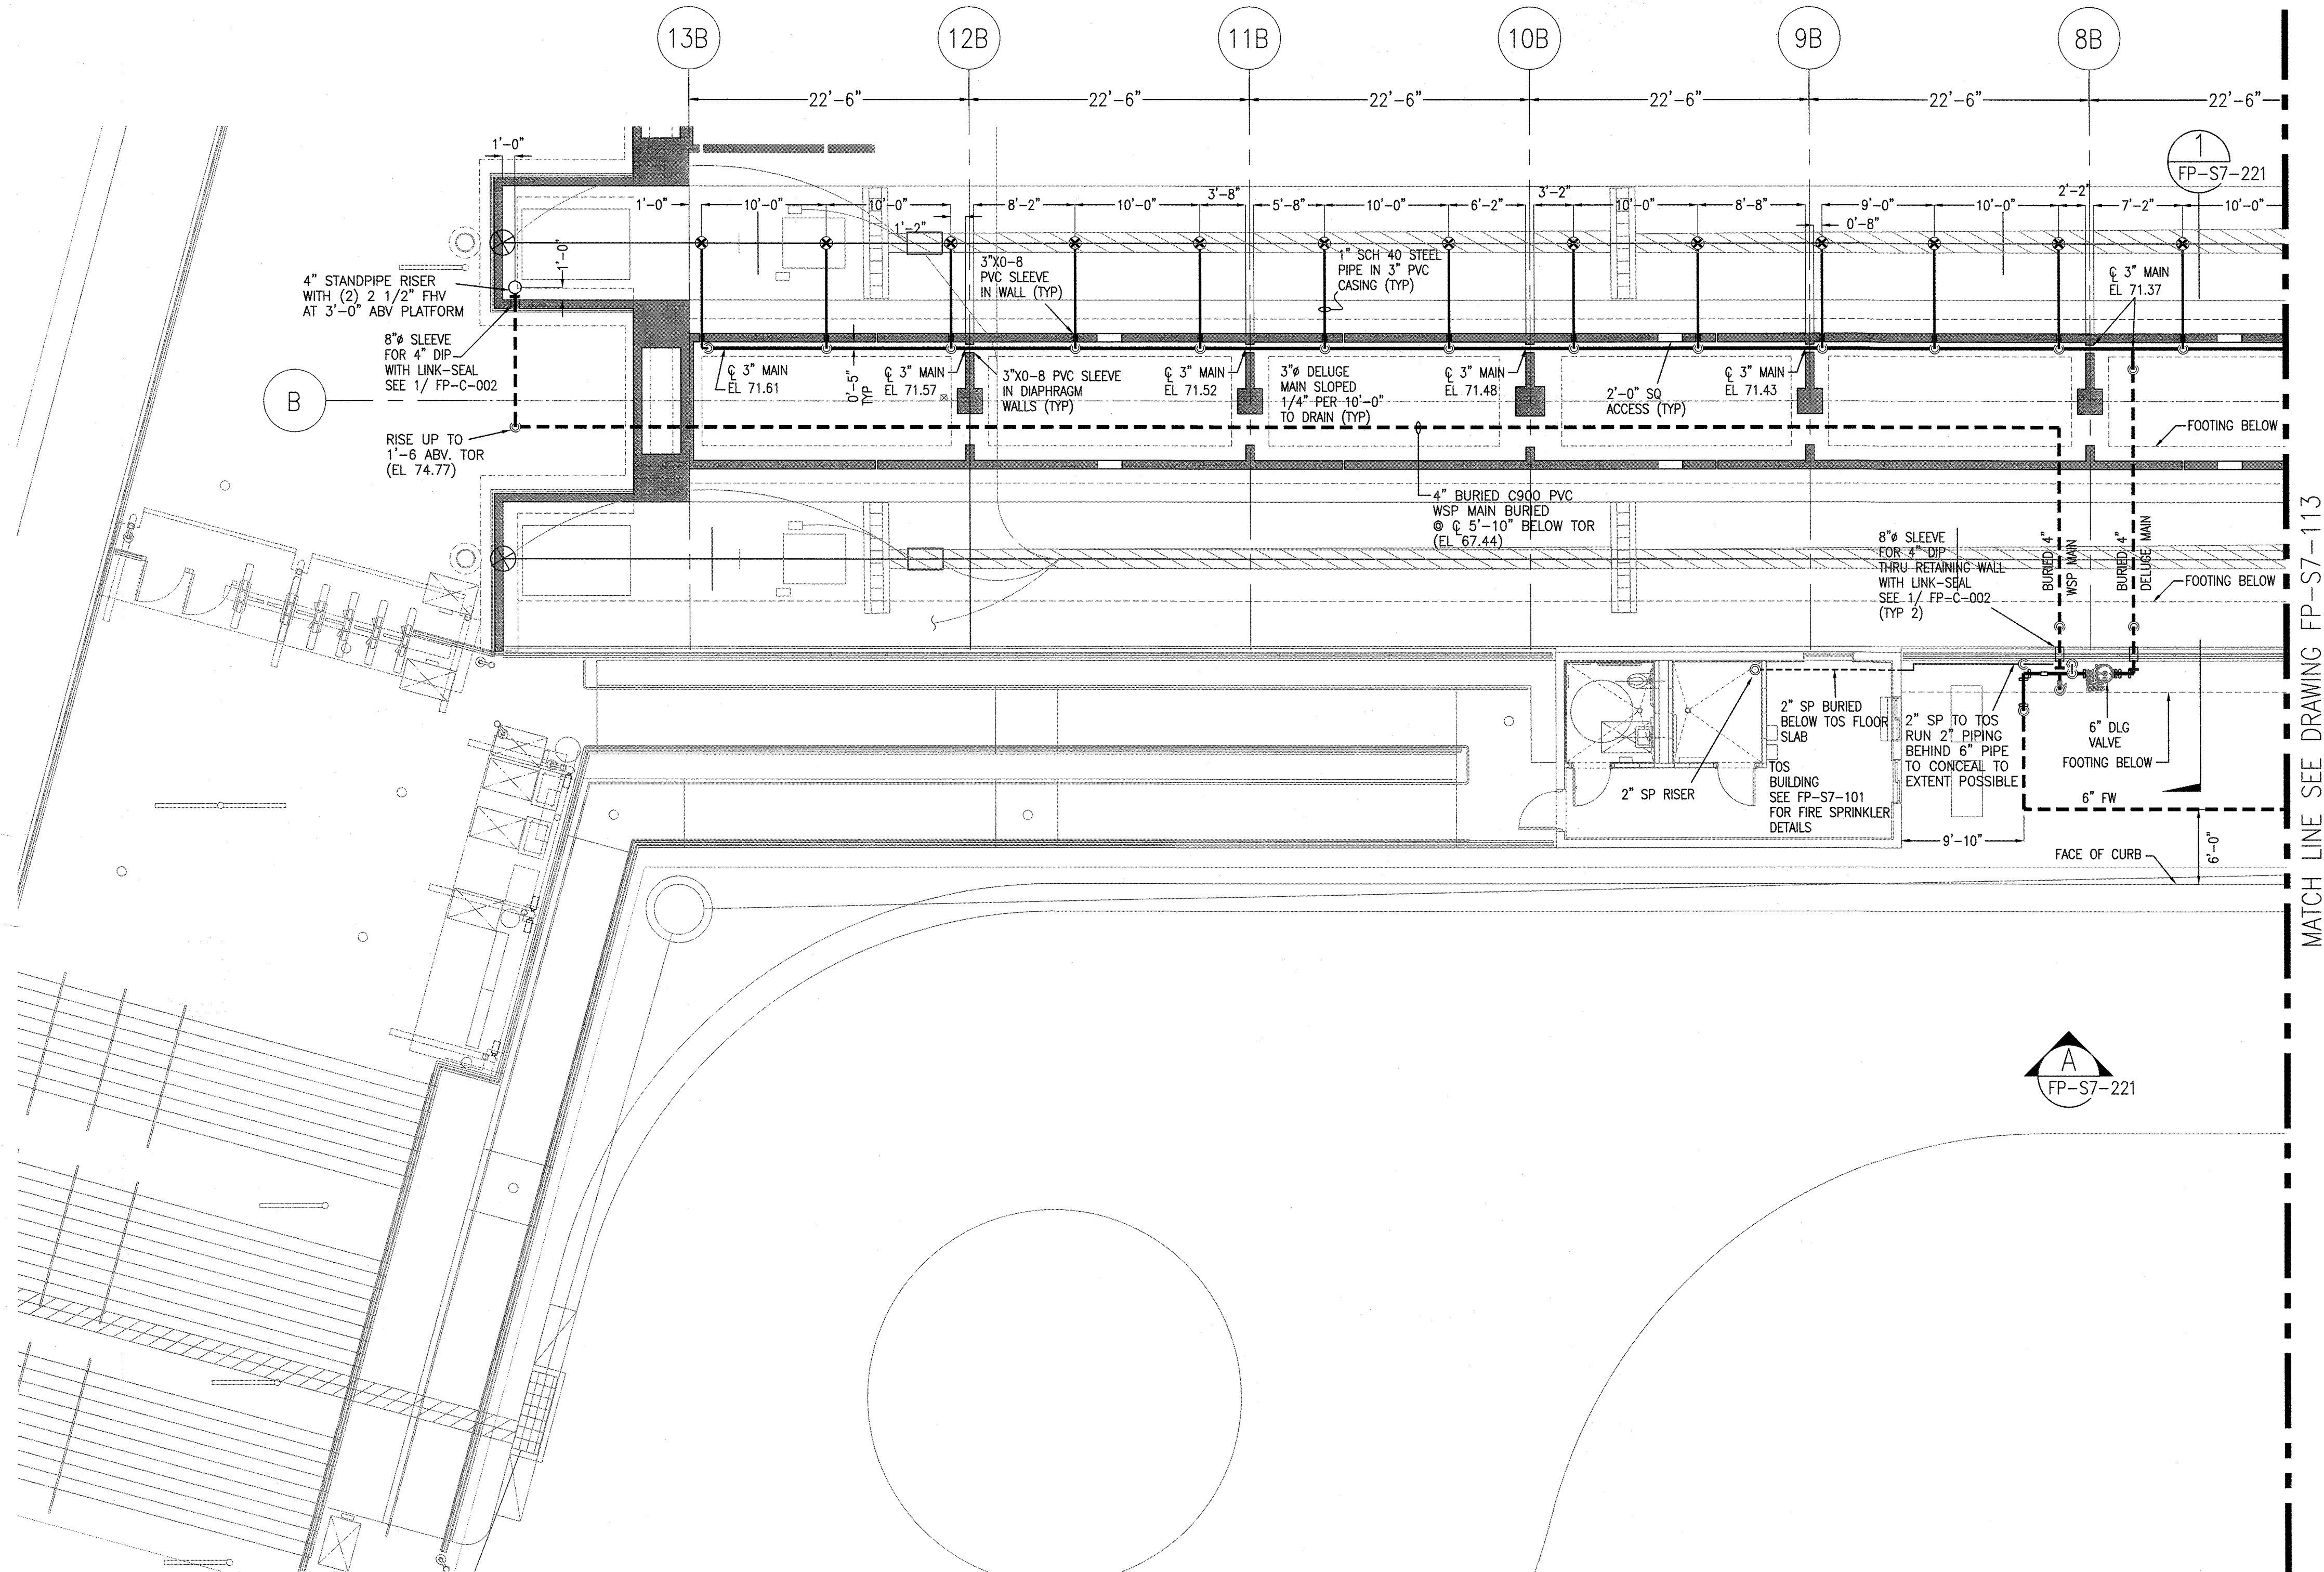 13B
12B
11B
10B
9B
8B
22'-6"
22'-6"
22'-6"
22'-6"
22'-6"
22'-6"
1
FP-S7-221
1'-0"
1'-0"
10'-0"
10'-0"
1'-2"
8'-2"
10'-0"
3'-8"
5'-8"
10'-0"
6'-2"
3'-2"
10'-0"
8'-8"
0'-8"
9'-0"
10'-0"
2'-2"
7'-2"
10'-0"
1'-0"
4" STANDPIPE RISER
WITH (2) 2 1/2" FHV
AT 3'-0" ABV PLATFORM
8"ø SLEEVE
FOR 4" DIP
WITH LINK-SEAL
SEE 1/ FP-C-002
3"X0-8
PVC SLEEVE
IN WALL (TYP)
1" SCH 40 STEEL
PIPE IN 3" PVC
CASING (TYP)
℄ 3" MAIN
EL 71.37
B
RISE UP TO
1'-6 ABV. TOR
(EL 74.77)
℄ 3" MAIN
EL 71.61
0'-5"
TYP
℄ 3" MAIN
EL 71.57
3"X0-8 PVC SLEEVE
IN DIAPHRAGM
WALLS (TYP)
℄ 3" MAIN
EL 71.52
3"ø DELUGE
MAIN SLOPED
1/4" PER 10'-0"
TO DRAIN (TYP)
℄ 3" MAIN
EL 71.48
2'-0" SQ
ACCESS (TYP)
℄ 3" MAIN
EL 71.43
FOOTING BELOW
4" BURIED C900 PVC
WSP MAIN BURIED
@ ℄ 5'-10" BELOW TOR
(EL 67.44)
8"ø SLEEVE
FOR 4" DIP
THRU RETAINING WALL
WITH LINK-SEAL
SEE 1/ FP-C-002
(TYP 2)
BURIED 4"
WSP MAIN
BURIED 4"
DELUGE MAIN
FOOTING BELOW
2" SP BURIED
BELOW TOS FLOOR
SLAB
2" SP TO TOS
RUN 2" PIPING
BEHIND 6" PIPE
TO CONCEAL TO
EXTENT POSSIBLE
6" DLG
VALVE
FOOTING BELOW
2" SP RISER
TOS
BUILDING
SEE FP-S7-101
FOR FIRE SPRINKLER
DETAILS
6" FW
9'-10"
6'-0"
FACE OF CURB
A
FP-S7-221
MATCH LINE SEE DRAWING FP-S7-113